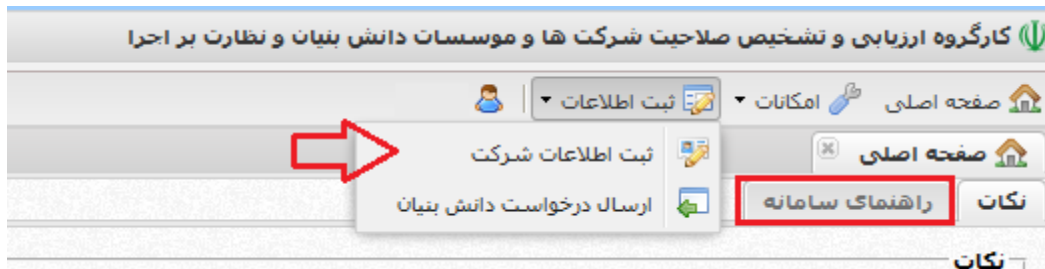 کارگروه ارزیابی و تشخیص صلاحیت شرکت ها و موسسات دانش بنیان و نظارت بر اجرا
صفحه اصلی امکانات ثبت اطلاعات
ثبت اطلاعات شرکت
صفحه اصلی
ارسال درخواست دانش بنیان
نکات راهنمای سامانه
نکات